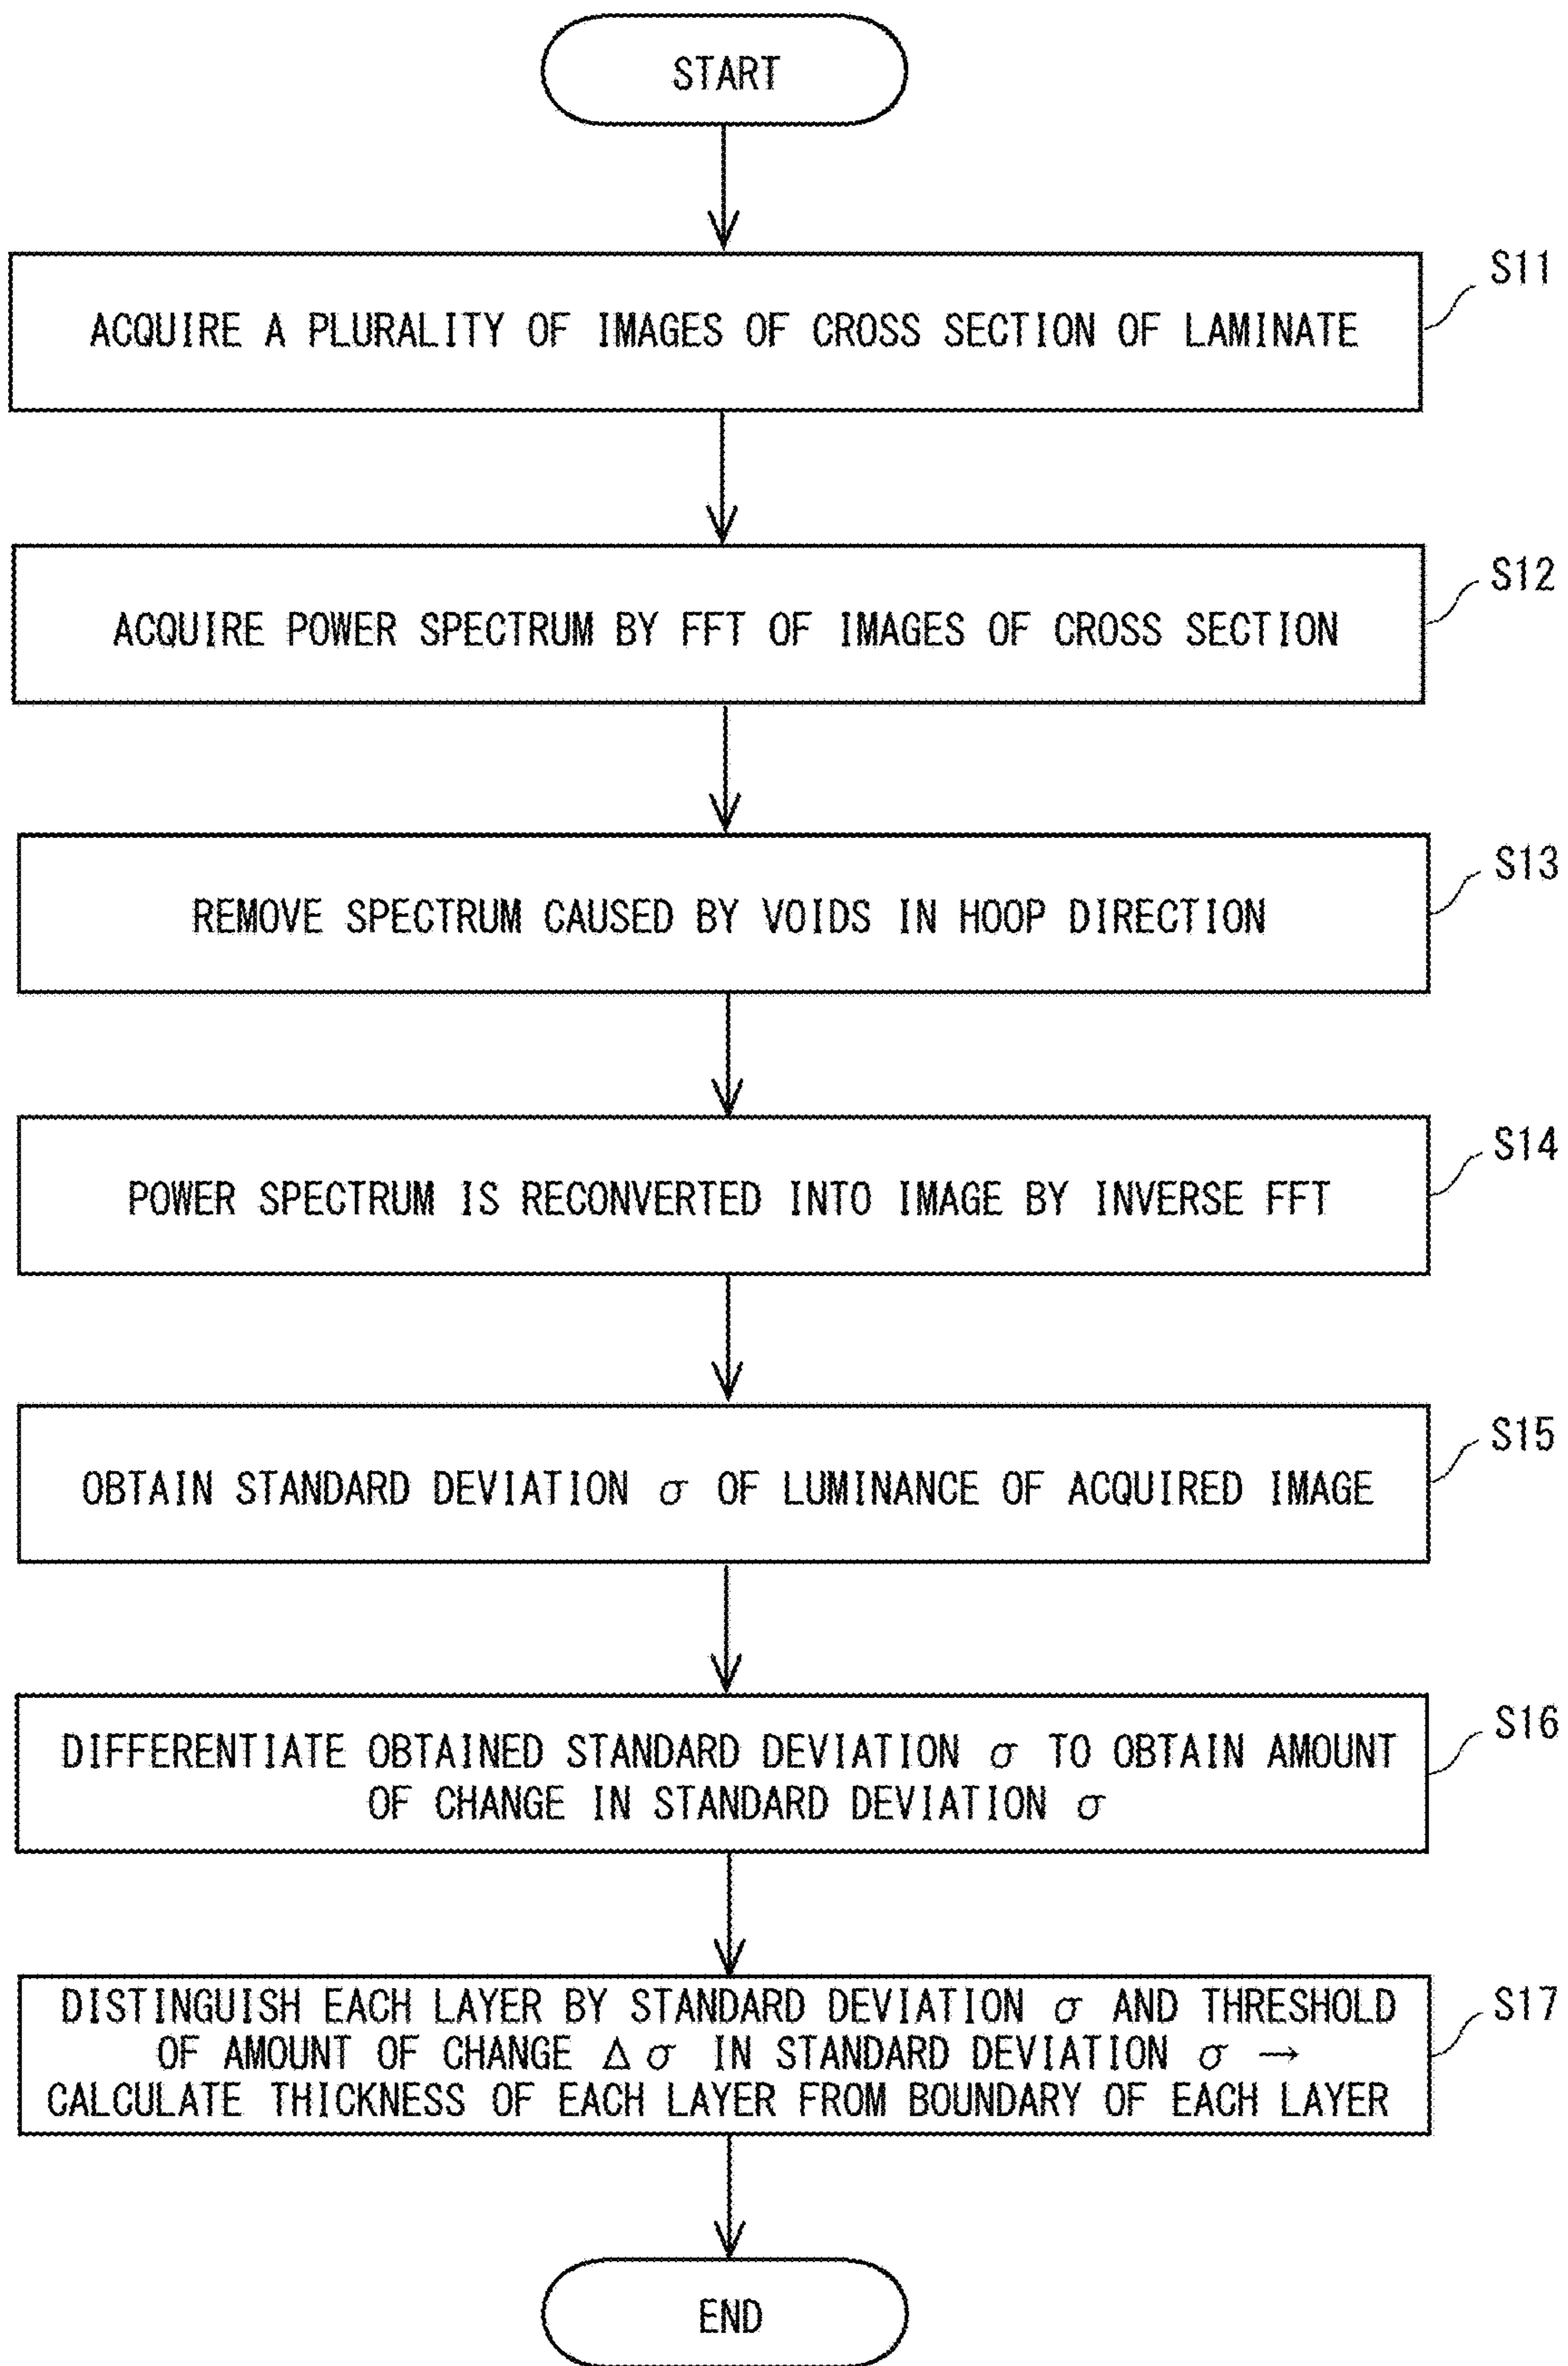 START
S11
ACQUIRE A PLURALITY OF IMAGES OF CROSS SECTION OF LAMINATE
S12
ACQUIRE POWER SPECTRUM BY FFT OF IMAGES OF CROSS SECTION
S13
REMOVE SPECTRUM CAUSED BY VOIDS IN HOOP DIRECTION
S14
POWER SPECTRUM IS RECONVERTED INTO IMAGE BY INVERSE FFT
S15
OBTAIN STANDARD DEVIATION σ OF LUMINANCE OF ACQUIRED IMAGE
S16
DIFFERENTIATE OBTAINED STANDARD DEVIATION σ TO OBTAIN AMOUNT
OF CHANGE IN STANDARD DEVIATION σ
S17
DISTINGUISH EACH LAYER BY STANDARD DEVIATION σ AND THRESHOLD
OF AMOUNT OF CHANGE Δσ IN STANDARD DEVIATION σ →
CALCULATE THICKNESS OF EACH LAYER FROM BOUNDARY OF EACH LAYER
END